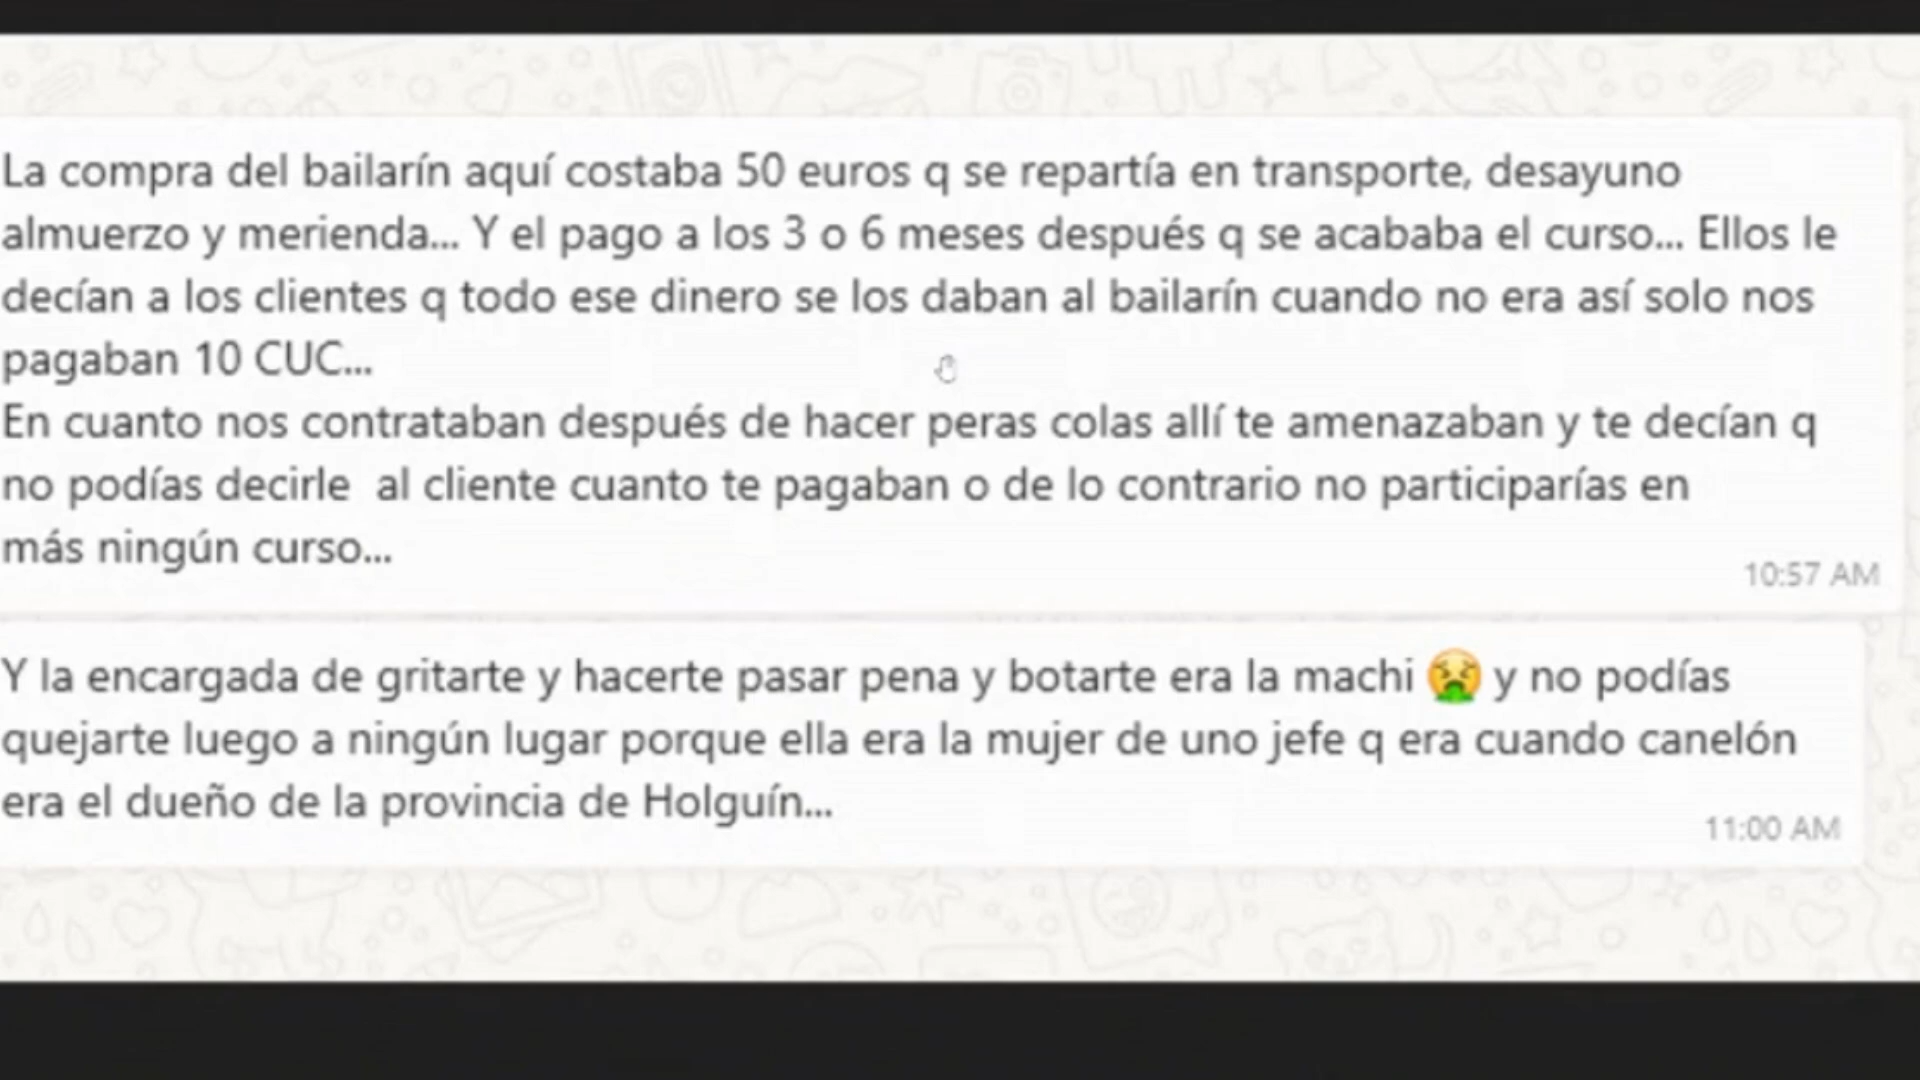 La compra del bailarín aquí costaba 50 euros q se repartía en transporte, desayuno
almuerzo y merienda... Y el pago a los 3 o 6 meses después q se acababa el curso... Ellos le
decían a los clientes q todo ese dinero se los daban al bailarín cuando no era así solo nos
pagaban 10 CUC...
En cuanto nos contrataban después de hacer peras colas allí te amenazaban y te decían q
no podías decirle  al cliente cuanto te pagaban o de lo contrario no participarías en
más ningún curso...
10:57 AM
Y la encargada de gritarte y hacerte pasar pena y botarte era la machi 🤮 y no podías
quejarte luego a ningún lugar porque ella era la mujer de uno jefe q era cuando canelón
era el dueño de la provincia de Holguín...
11:00 AM